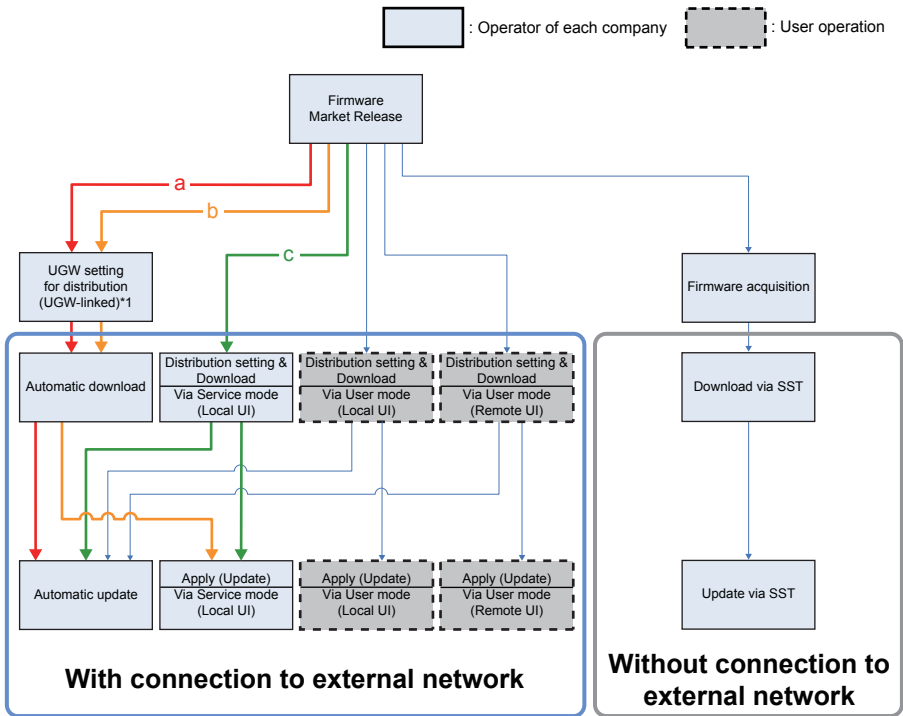 : Operator of each company
: User operation
Firmware
Market Release
a
b
c
UGW setting
for distribution
(UGW-linked)*1
Firmware acquisition
Automatic download
Distribution setting &
Download
Via Service mode
(Local UI)
Distribution setting &
Download
Via User mode
(Local UI)
Distribution setting &
Download
Via User mode
(Remote UI)
Download via SST
Automatic update
Apply (Update)
Via Service mode
(Local UI)
Apply (Update)
Via User mode
(Local UI)
Apply (Update)
Via User mode
(Remote UI)
Update via SST
With connection to external network
Without connection to
external network